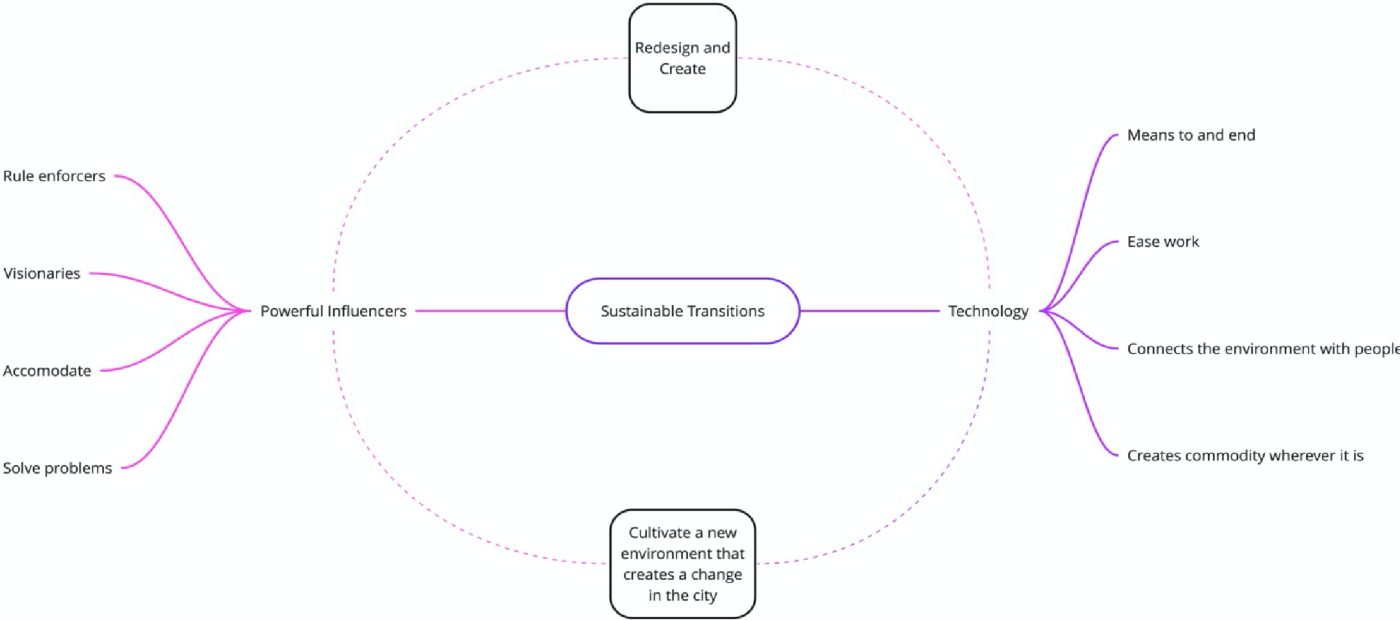 Redesign and
Create
Rule enforcers
Visionaries
Accomodate
Solve problems
Powerful Influencers
Sustainable Transitions
Technology
Means to and end
Ease work
Connects the environment with people
Creates commodity wherever it is
Cultivate a new
environment that
creates a change
in the city